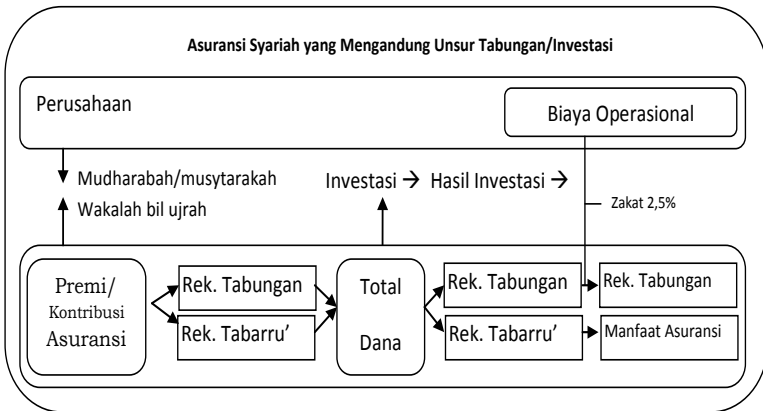 Asuransi Syariah yang Mengandung Unsur Tabungan/Investasi
Perusahaan
Biaya Operasional
Mudharabah/musytarakah
Wakalah bil ujrah
Investasi → Hasil Investasi →
Zakat 2,5%
Premi/
Kontribusi
Asuransi
Rek. Tabungan
Rek. Tabarru’
Total
Dana
Rek. Tabungan
Rek. Tabarru’
Rek. Tabungan
Manfaat Asuransi